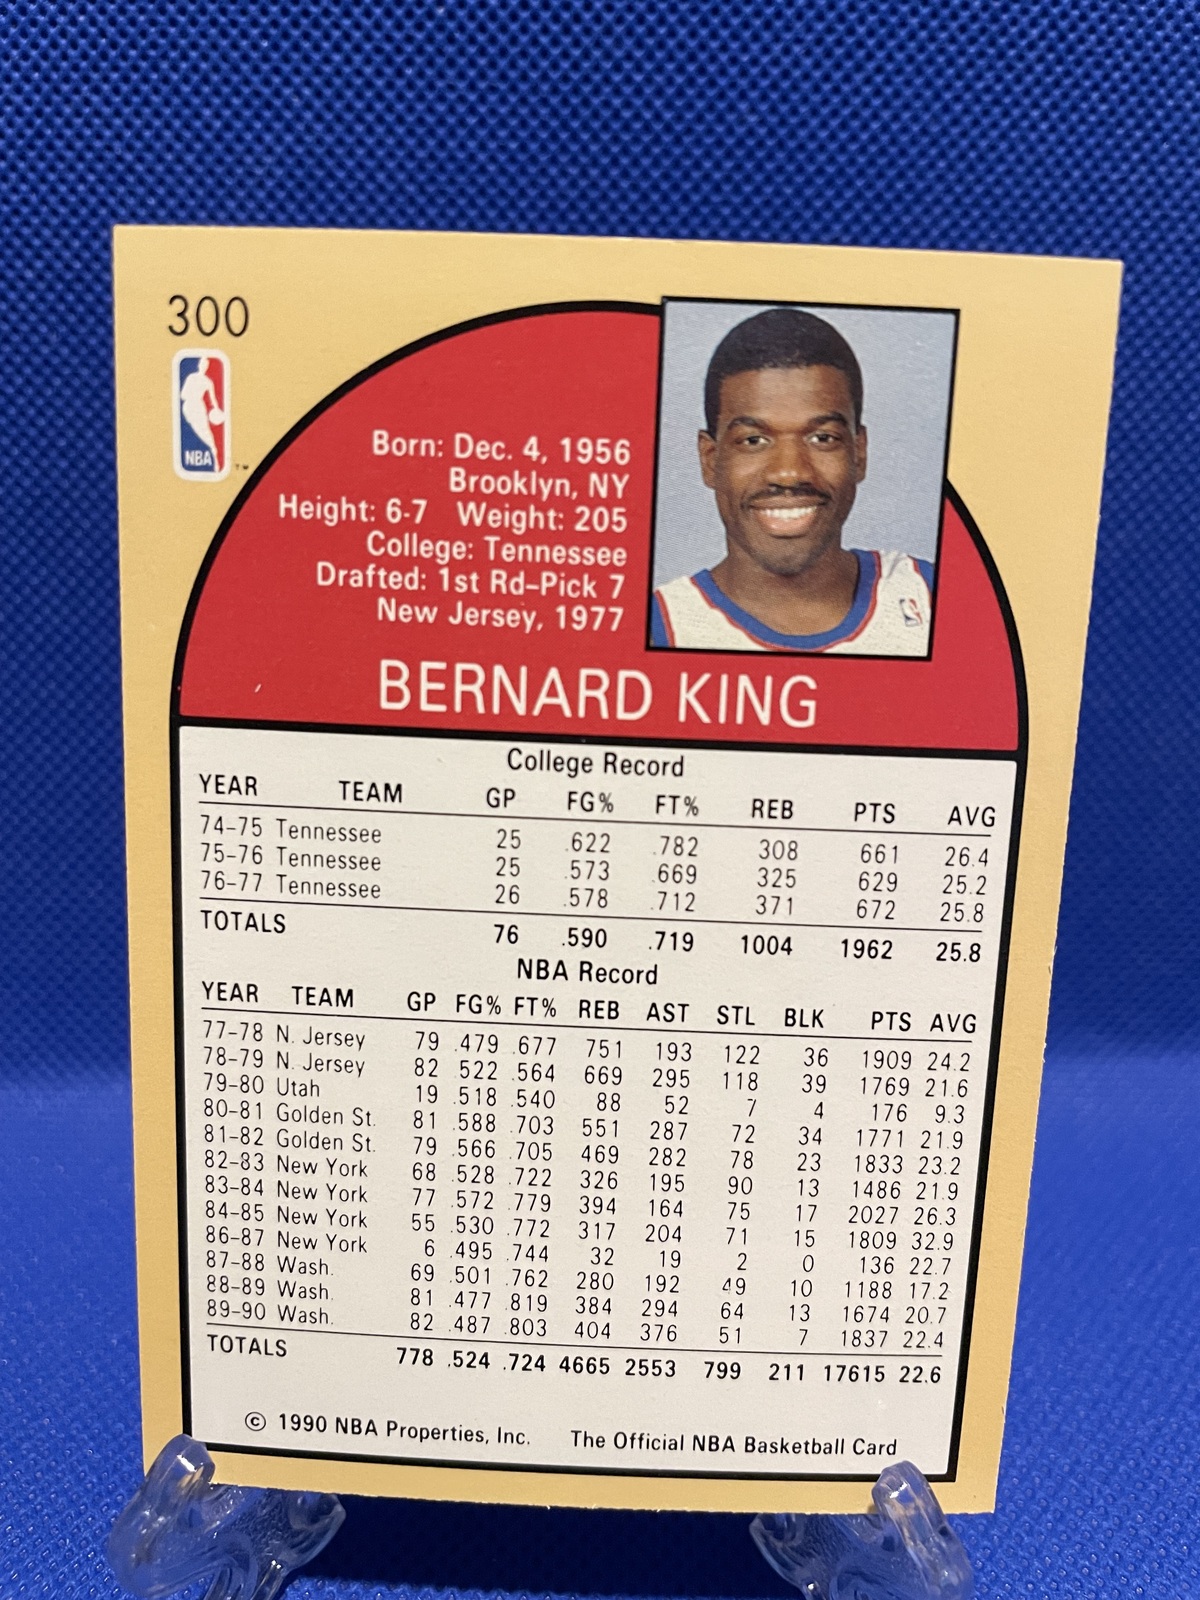 300
NBA
TM
Born: Dec. 4, 1956
Brooklyn, NY
Height: 6-7 Weight: 205
College: Tennessee
Drafted: 1st Rd-Pick 7
New Jersey, 1977
BERNARD KING
College Record
YEAR TEAM GP FG% FT% REB PTS AVG
74-75 Tennessee 25 .622 .782 308 661 26.4
75-76 Tennessee 25 .573 .669 325 629 25.2
76-77 Tennessee 26 .578 .712 371 672 25.8
TOTALS 76 .590 .719 1004 1962 25.8
NBA Record
YEAR TEAM GP FG% FT% REB AST STL BLK PTS AVG
77-78 N. Jersey 79 .479 .677 751 193 122 36 1909 24.2
78-79 N. Jersey 82 .522 .564 669 295 118 39 1769 21.6
79-80 Utah 19 .518 .540 88 52 7 4 176 9.3
80-81 Golden St. 81 .588 .703 551 287 72 34 1771 21.9
81-82 Golden St. 79 .566 .705 469 282 78 23 1833 23.2
82-83 New York 68 .528 .722 326 195 90 13 1486 21.9
83-84 New York 77 .572 .779 394 164 75 17 2027 26.3
84-85 New York 55 .530 .772 317 204 71 15 1809 32.9
86-87 New York 6 .495 .744 32 19 2 0 136 22.7
87-88 Wash. 69 .501 .762 280 192 49 10 1188 17.2
88-89 Wash. 81 .477 .819 384 294 64 13 1674 20.7
89-90 Wash. 82 .487 .803 404 376 51 7 1837 22.4
TOTALS 778 .524 .724 4665 2553 799 211 17615 22.6
© 1990 NBA Properties, Inc. The Official NBA Basketball Card